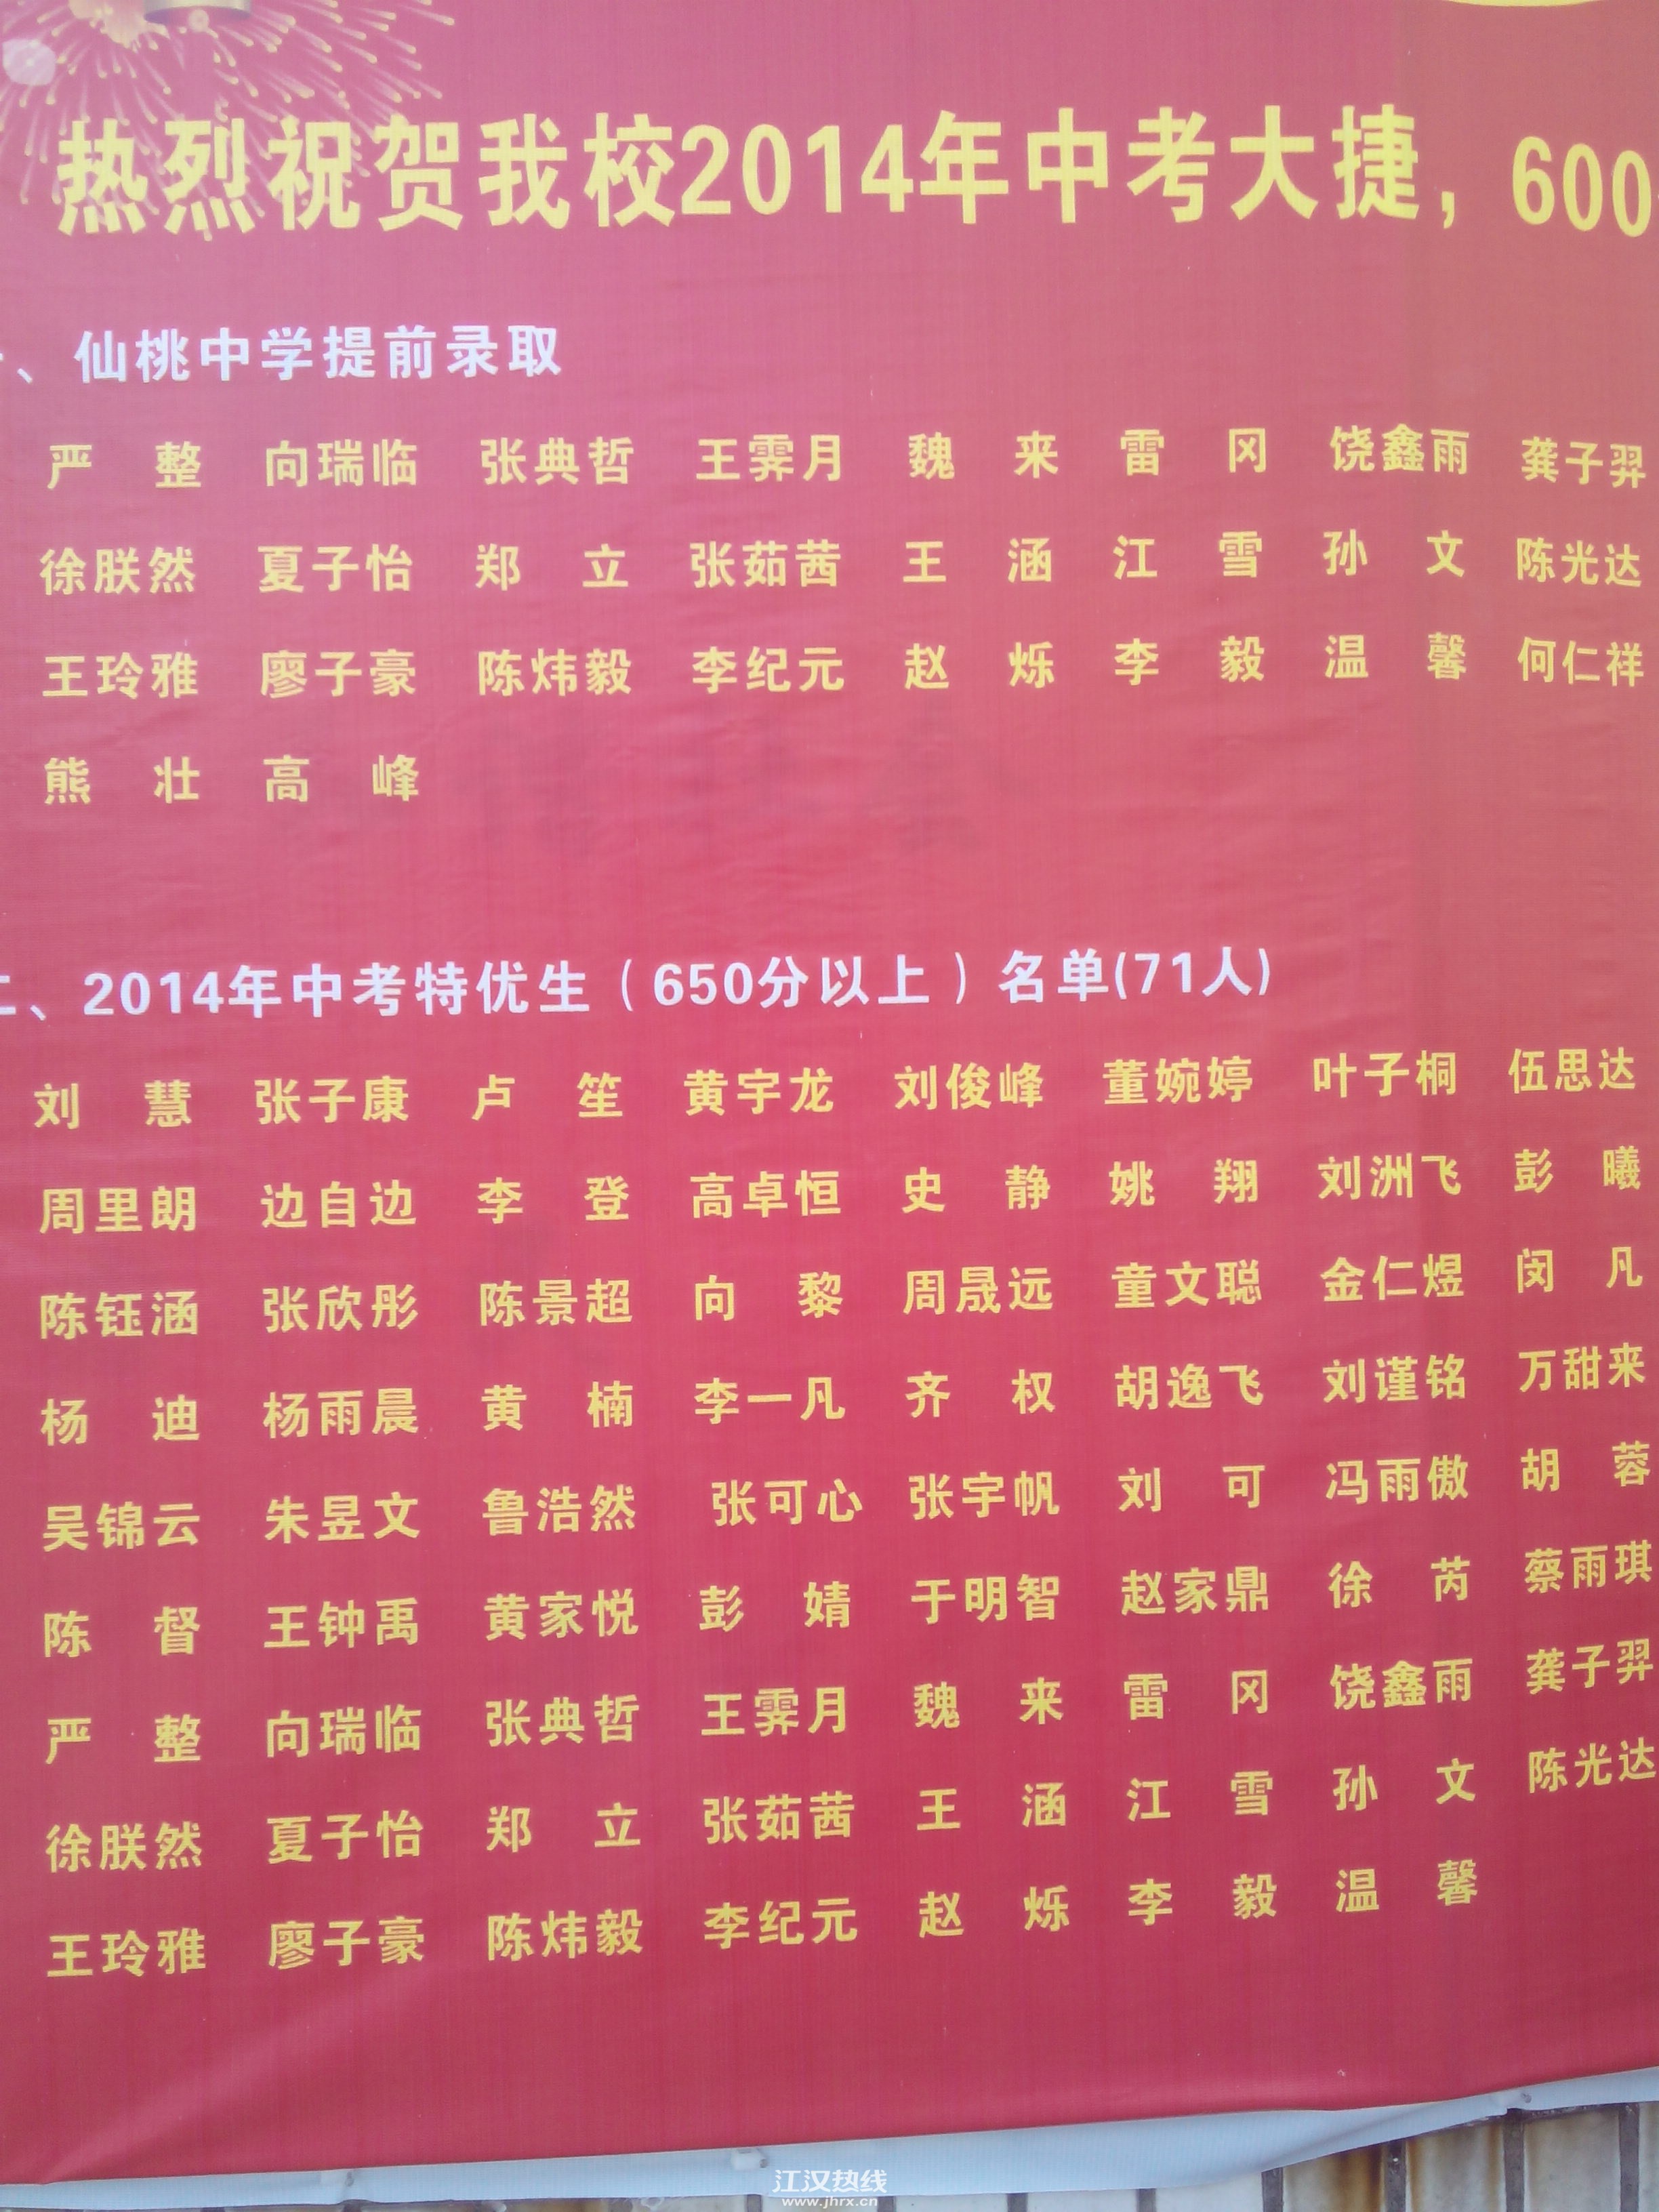 热烈祝贺我校2014年中考大捷，600
、仙桃中学提前录取
严整 向瑞临 张典哲 王霁月 魏来 雷冈 饶鑫雨 龚子羿
徐朕然 夏子怡 郑立 张茹茜 王涵 江雪 孙文 陈光达
王玲雅 廖子豪 陈炜毅 李纪元 赵烁 李毅 温馨 何仁祥
熊壮 高峰
二、2014年中考特优生（650分以上）名单(71人)
刘慧 张子康 卢笙 黄宇龙 刘俊峰 董婉婷 叶子桐 伍思达
周里朗 边自边 李登 高卓恒 史静 姚翔 刘洲飞 彭曦
陈钰涵 张欣彤 陈景超 向黎 周晟远 童文聪 金仁煜 闵凡
杨迪 杨雨晨 黄楠 李一凡 齐权 胡逸飞 刘谨铭 万甜来
吴锦云 朱昱文 鲁浩然 张可心 张宇帆 刘可 冯雨傲 胡蓉
陈督 王钟禹 黄家悦 彭婧 于明智 赵家鼎 徐芮 蔡雨琪
严整 向瑞临 张典哲 王霁月 魏来 雷冈 饶鑫雨 龚子羿
徐朕然 夏子怡 郑立 张茹茜 王涵 江雪 孙文 陈光达
王玲雅 廖子豪 陈炜毅 李纪元 赵烁 李毅 温馨
江汉热线
www.jhrx.cn